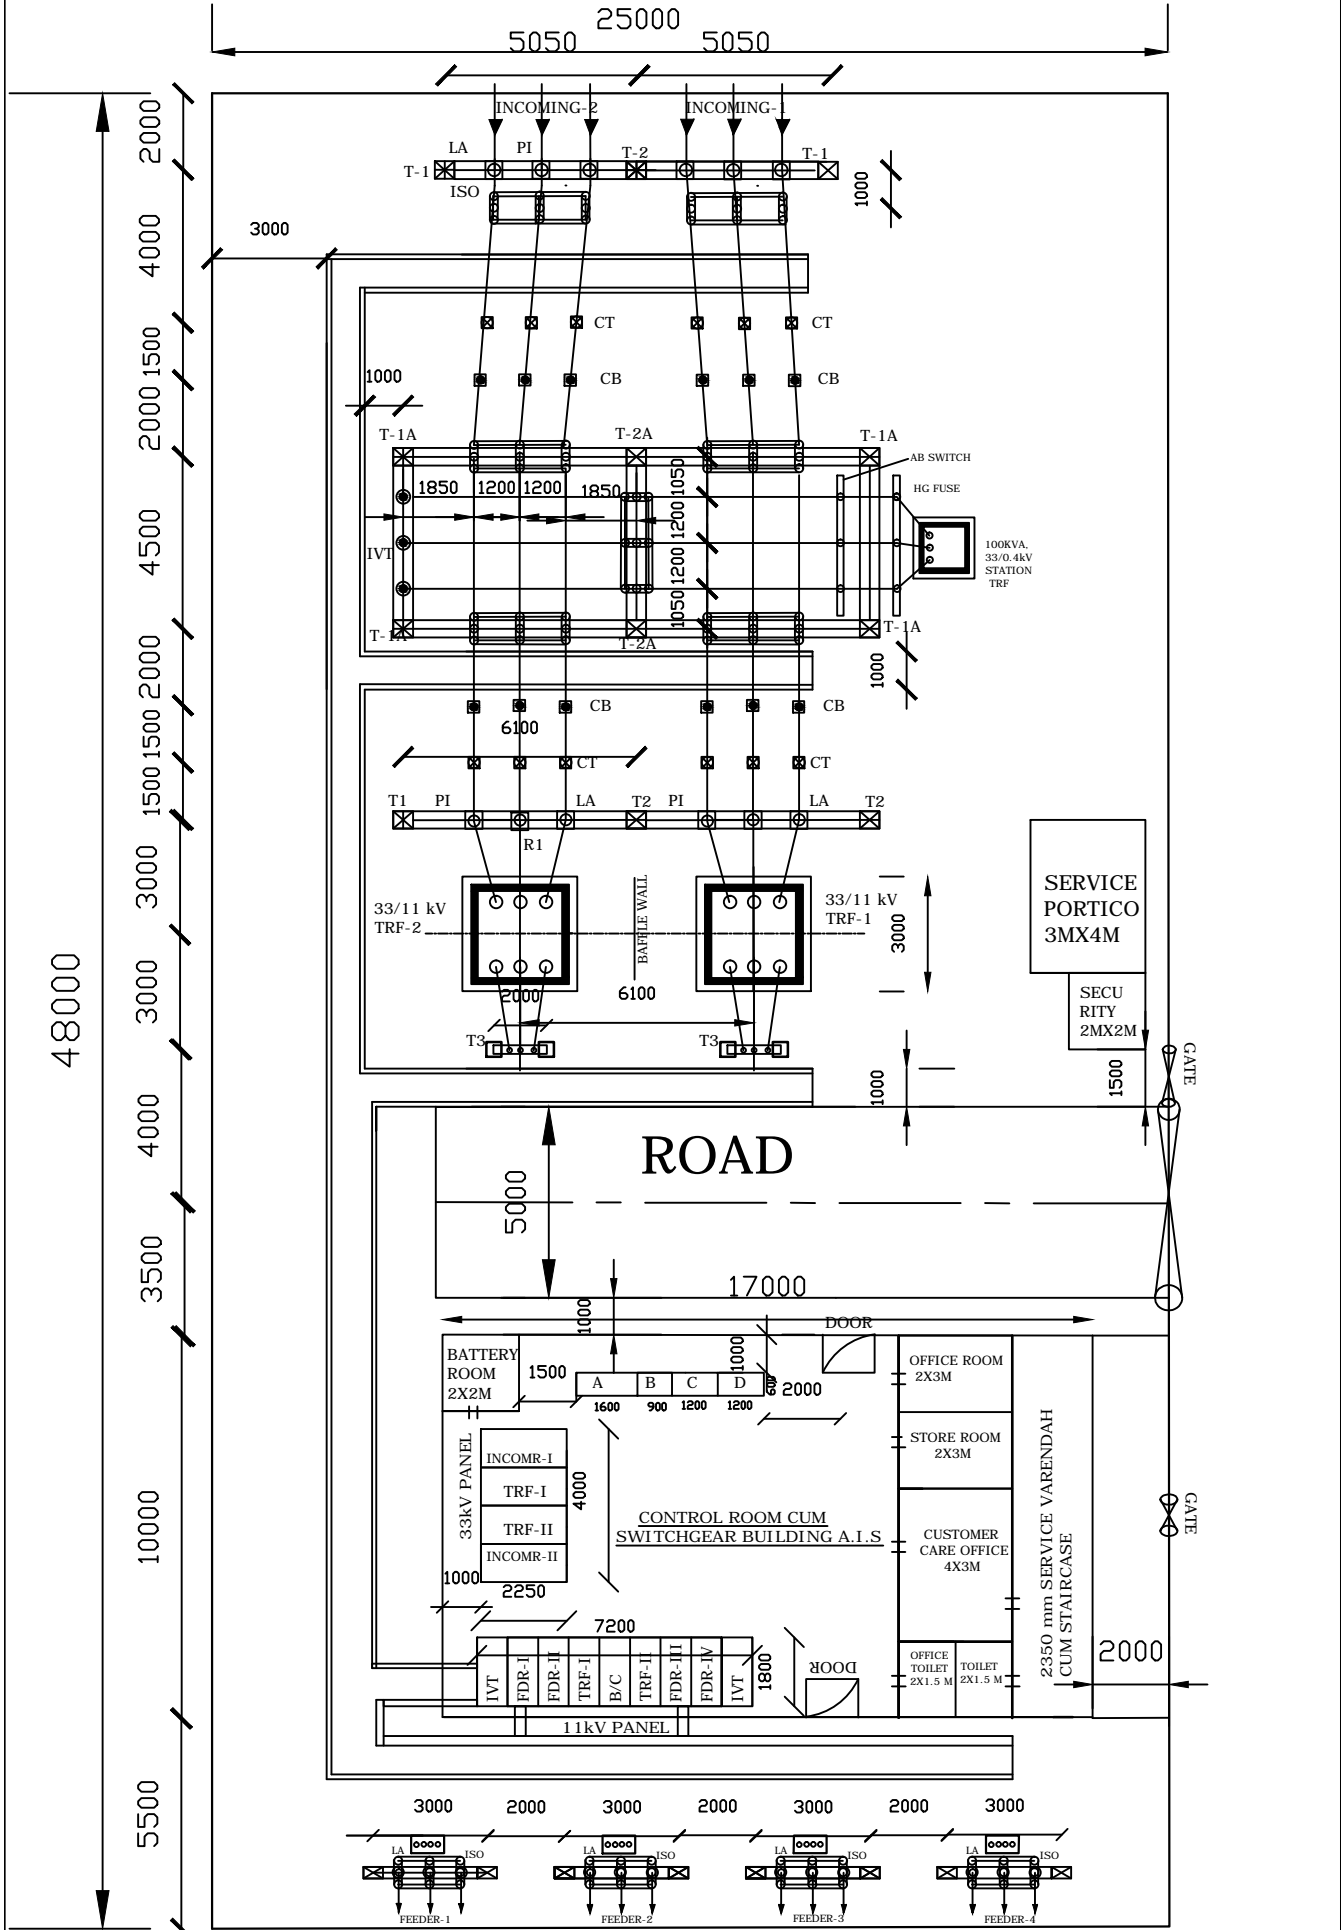 25000
5050
5050
INCOMING-2
INCOMING-1
2000
LA
PI
T-2
T-1
T-1
ISO
1000
3000
4000
CT
CT
1500
1000
CB
CB
2000
T-1A
T-2A
T-1A
AB SWITCH
1850
1200
1200
1850
1050
HG FUSE
1200
4500
IVT
1200
100KVA,
33/0.4kV
STATION
TRF
1050
T-1A
T-2A
T-1A
2000
1000
CB
CB
6100
1500
CT
CT
1500
T1
PI
LA
T2
PI
LA
T2
R1
3000
33/11 kV
TRF-2
BAFFLE WALL
33/11 kV
TRF-1
3000
SERVICE
PORTICO
3MX4M
48000
3000
2000
6100
SECU
RITY
2MX2M
T3
T3
GATE
1000
1500
4000
ROAD
5000
3500
17000
1000
DOOR
BATTERY
ROOM
2X2M
1500
1000
A
B
C
D
600
2000
1600
900
1200
1200
OFFICE ROOM
2X3M
33kV PANEL
INCOMR-I
TRF-I
TRF-II
INCOMR-II
4000
STORE ROOM
2X3M
10000
CONTROL ROOM CUM
SWITCHGEAR BUILDING A.I.S
CUSTOMER
CARE OFFICE
4X3M
2350 mm SERVICE VARENDAH
CUM STAIRCASE
GATE
1000
2250
7200
IVT
FDR-I
FDR-II
TRF-I
B/C
TRF-II
FDR-III
FDR-IV
IVT
1800
DOOR
OFFICE
TOILET
2X1.5 M
TOILET
2X1.5 M
2000
11kV PANEL
5500
3000
2000
3000
2000
3000
2000
3000
LA
ISO
LA
ISO
LA
ISO
LA
ISO
FEEDER-1
FEEDER-2
FEEDER-3
FEEDER-4